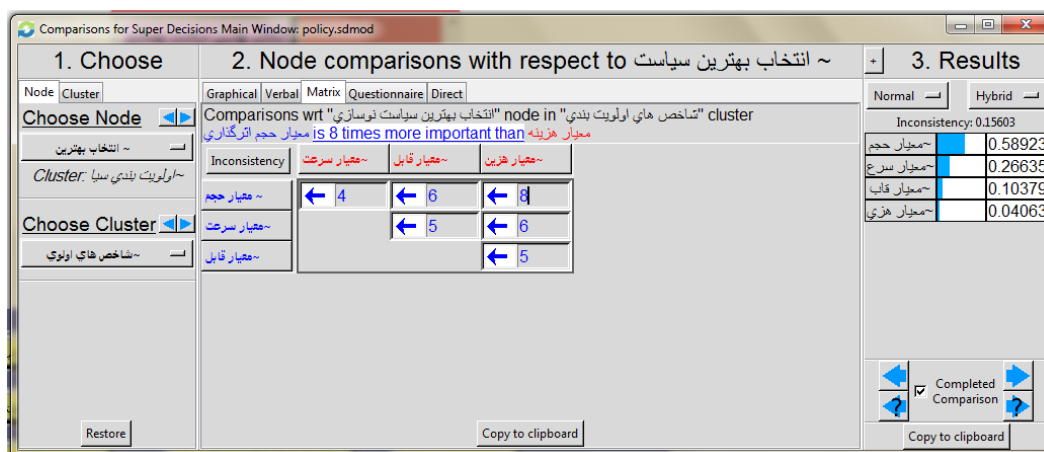 Comparisons for Super Decisions Main Window: policy.sdmod
1. Choose
Node Cluster
Choose Node
~ انتخاب بهترين
Cluster: ~اولويت بندي سيا
Choose Cluster
~شاخص هاي اولوي
Restore
2. Node comparisons with respect to انتخاب بهترين سياست ~
Graphical Verbal Matrix Questionnaire Direct
Comparisons wrt "انتخاب بهترين سياست نوسازي" node in "شاخص هاي اولويت بندي" cluster
معيار حجم اثرگذاري is 8 times more important than معيار هزينه
Inconsistency ~معيار سرعت ~معيار قابل ~معيار هزين
~ معيار حجم 4 6 8
~معيار سرعت 5 6
~معيار قابل 5
Copy to clipboard
+ 3. Results
Normal Hybrid
Inconsistency: 0.15603
~معيار حجم 0.58923
~معيار سرع 0.26635
~معيار قاب 0.10379
~معيار هزي 0.04063
Completed
Comparison
? ?
Copy to clipboard